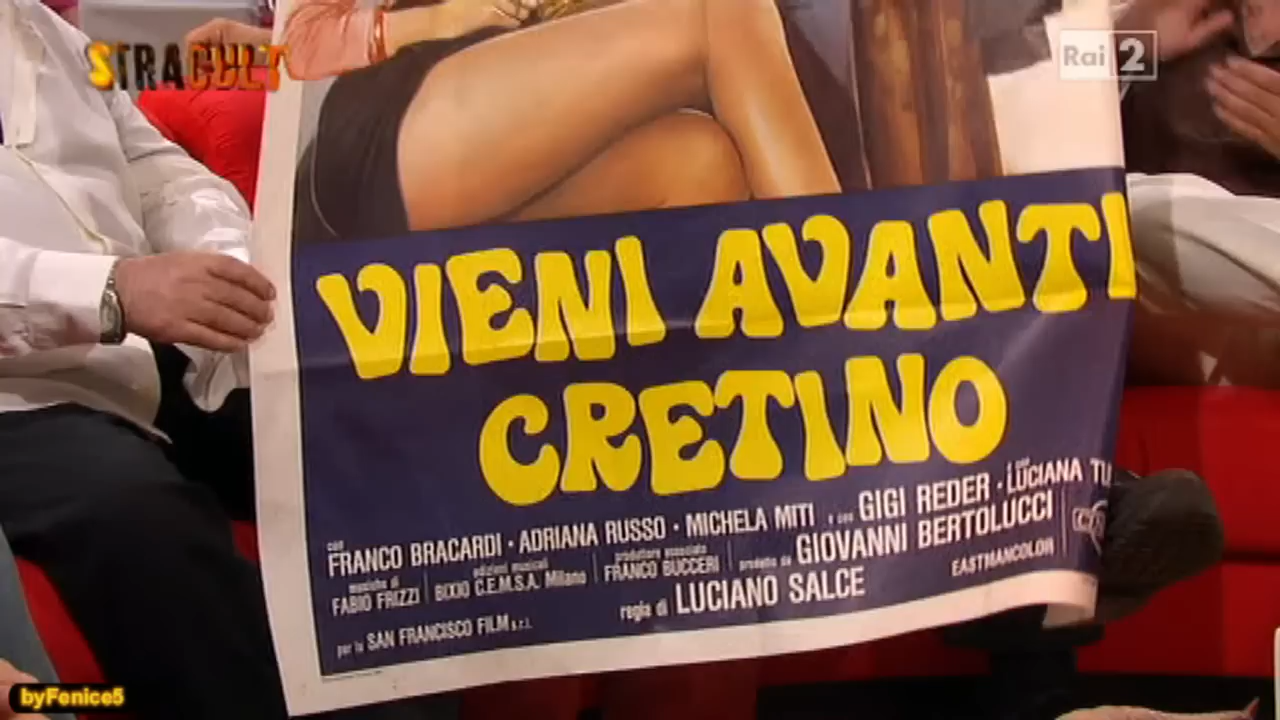 STRACULT
Rai 2
VIENI AVANTI
CRETINO
con
FRANCO BRACARDI · ADRIANA RUSSO · MICHELA MITI e con GIGI REDER · LUCIANA TU
musiche di
FABIO FRIZZI
edizioni musicali
BIXIO C.E.M.S.A. Milano
produttore associato
FRANCO BUCCERI
prodotto da GIOVANNI BERTOLUCCI
per la SAN FRANCISCO FILM s.r.l.
regia di LUCIANO SALCE
EASTMANCOLOR
byFenice5